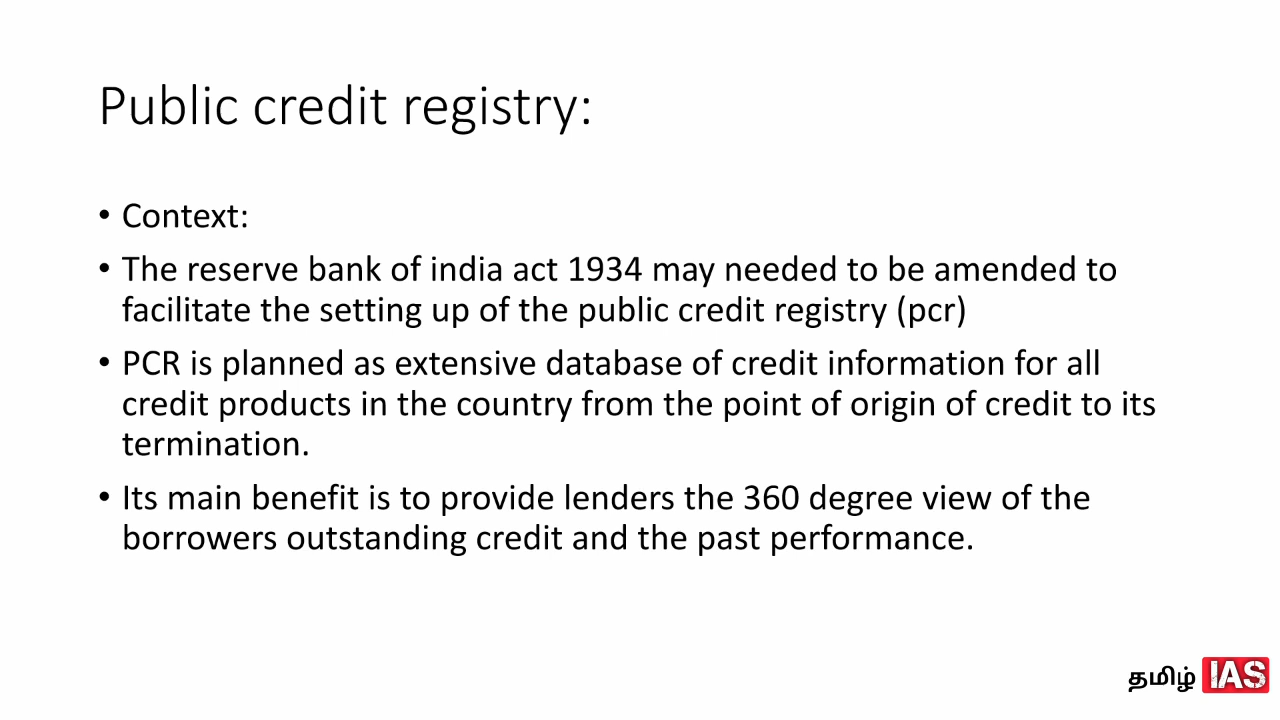 Public credit registry:
• Context:
• The reserve bank of india act 1934 may needed to be amended to
facilitate the setting up of the public credit registry (pcr)
• PCR is planned as extensive database of credit information for all
credit products in the country from the point of origin of credit to its
termination.
• Its main benefit is to provide lenders the 360 degree view of the
borrowers outstanding credit and the past performance.
தமிழ் IAS